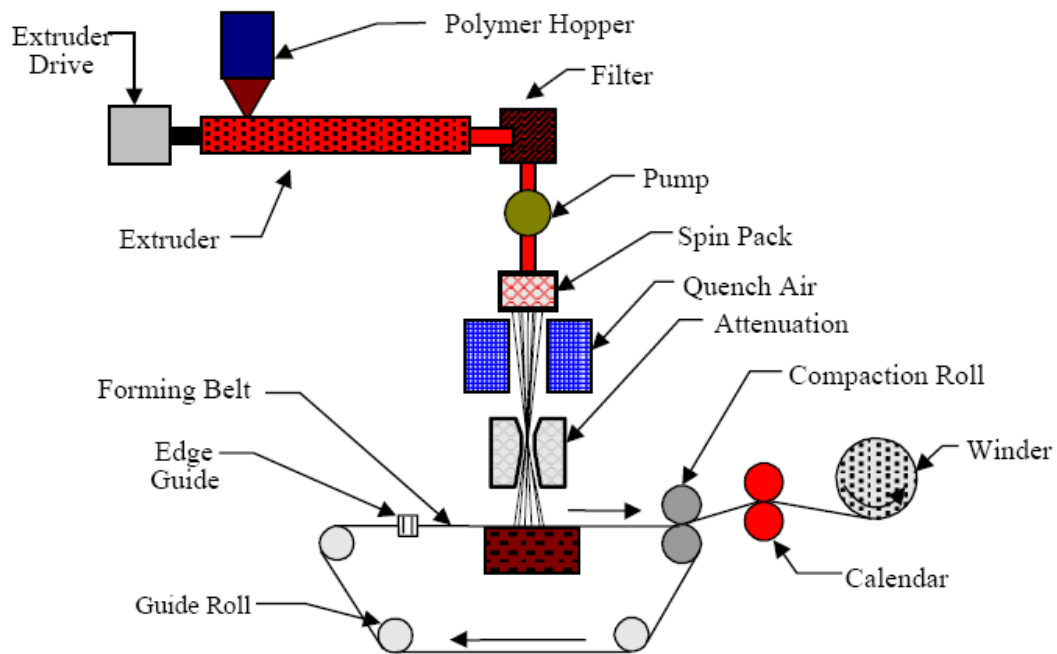 Extruder
Drive
Polymer Hopper
Filter
Pump
Extruder
Spin Pack
Quench Air
Attenuation
Forming Belt
Compaction Roll
Edge
Guide
Winder
Calendar
Guide Roll